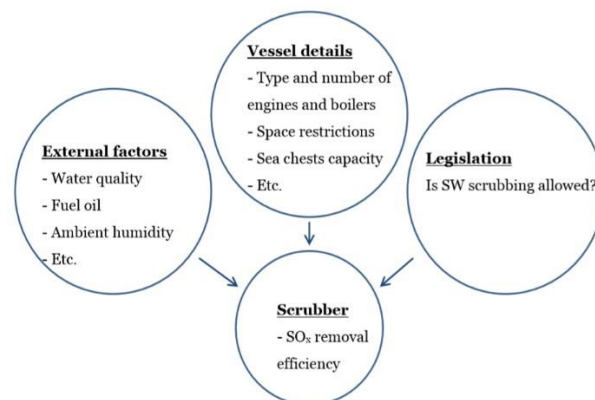 Vessel details
- Type and number of
engines and boilers
- Space restrictions
- Sea chests capacity
- Etc.
External factors
- Water quality
- Fuel oil
- Ambient humidity
- Etc.
Legislation
Is SW scrubbing allowed?
Scrubber
- SOₓ removal
efficiency